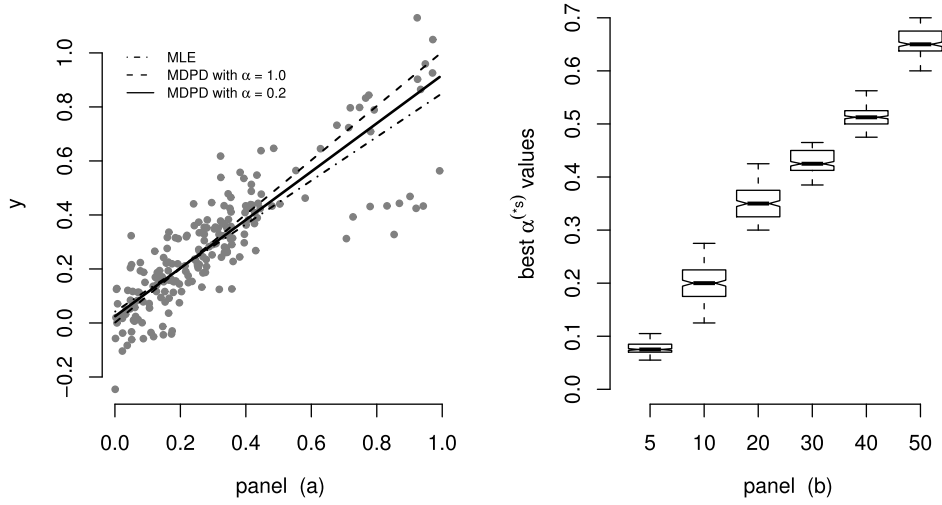 y
1.0
0.8
0.6
0.4
0.2
0.0
−0.2
MLE
MDPD with α = 1.0
MDPD with α = 0.2
0.0 0.2 0.4 0.6 0.8 1.0
panel (a)
best α(*s) values
0.7
0.6
0.5
0.4
0.3
0.2
0.1
0.0
5 10 20 30 40 50
panel (b)